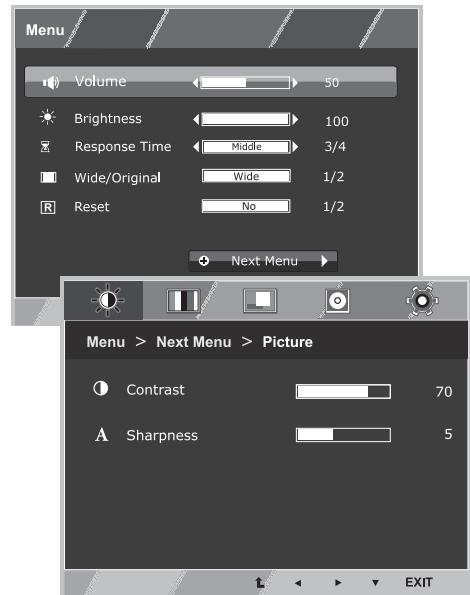 Menu
Volume 50
Brightness 100
Response Time Middle 3/4
Wide/Original Wide 1/2
R Reset No 1/2
Next Menu
Menu > Next Menu > Picture
Contrast 70
A Sharpness 5
EXIT